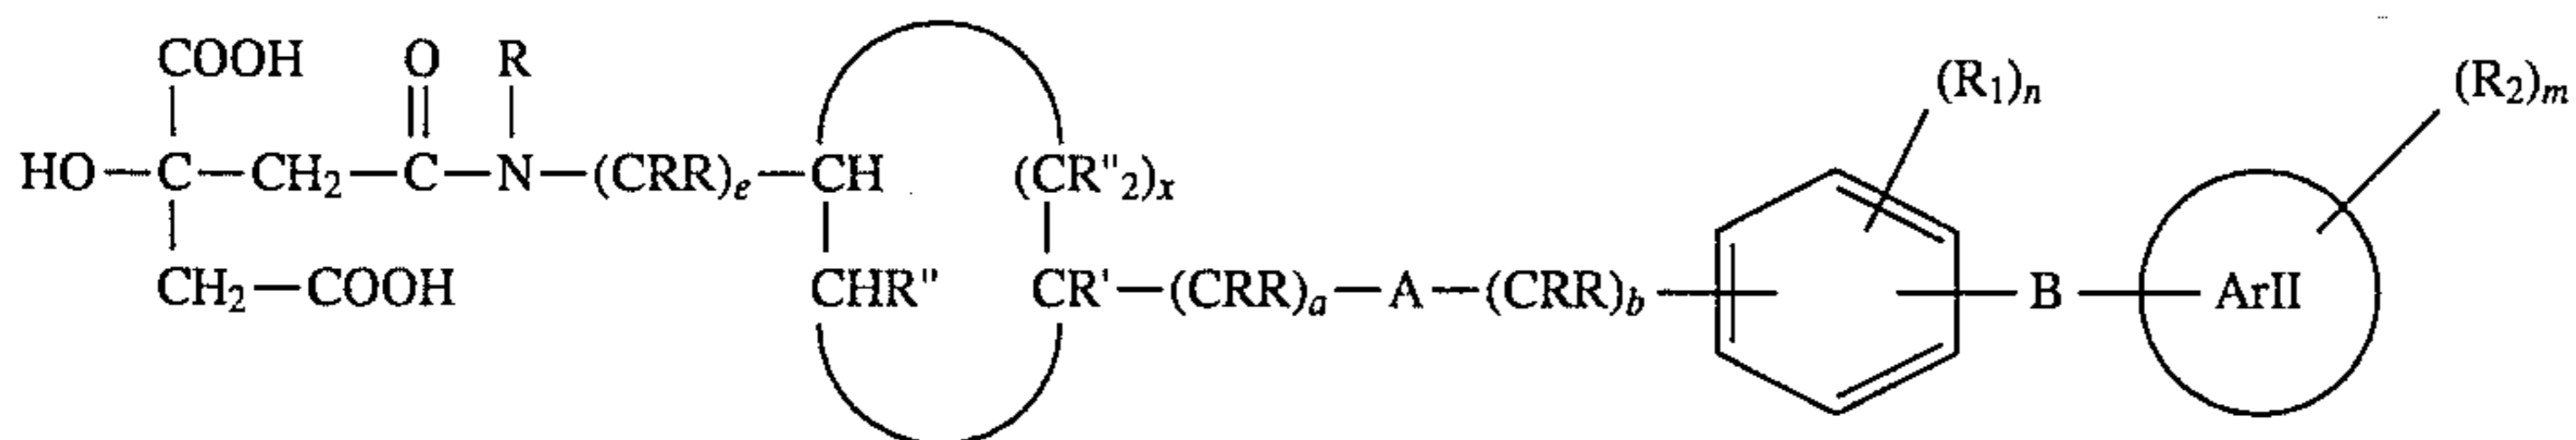 COOH O R (R1)n (R2)m
HO—C—CH2—C—N—(CRR)e—CH (CR"2)x
CH2—COOH CHR" CR'—(CRR)a—A—(CRR)b B ArII